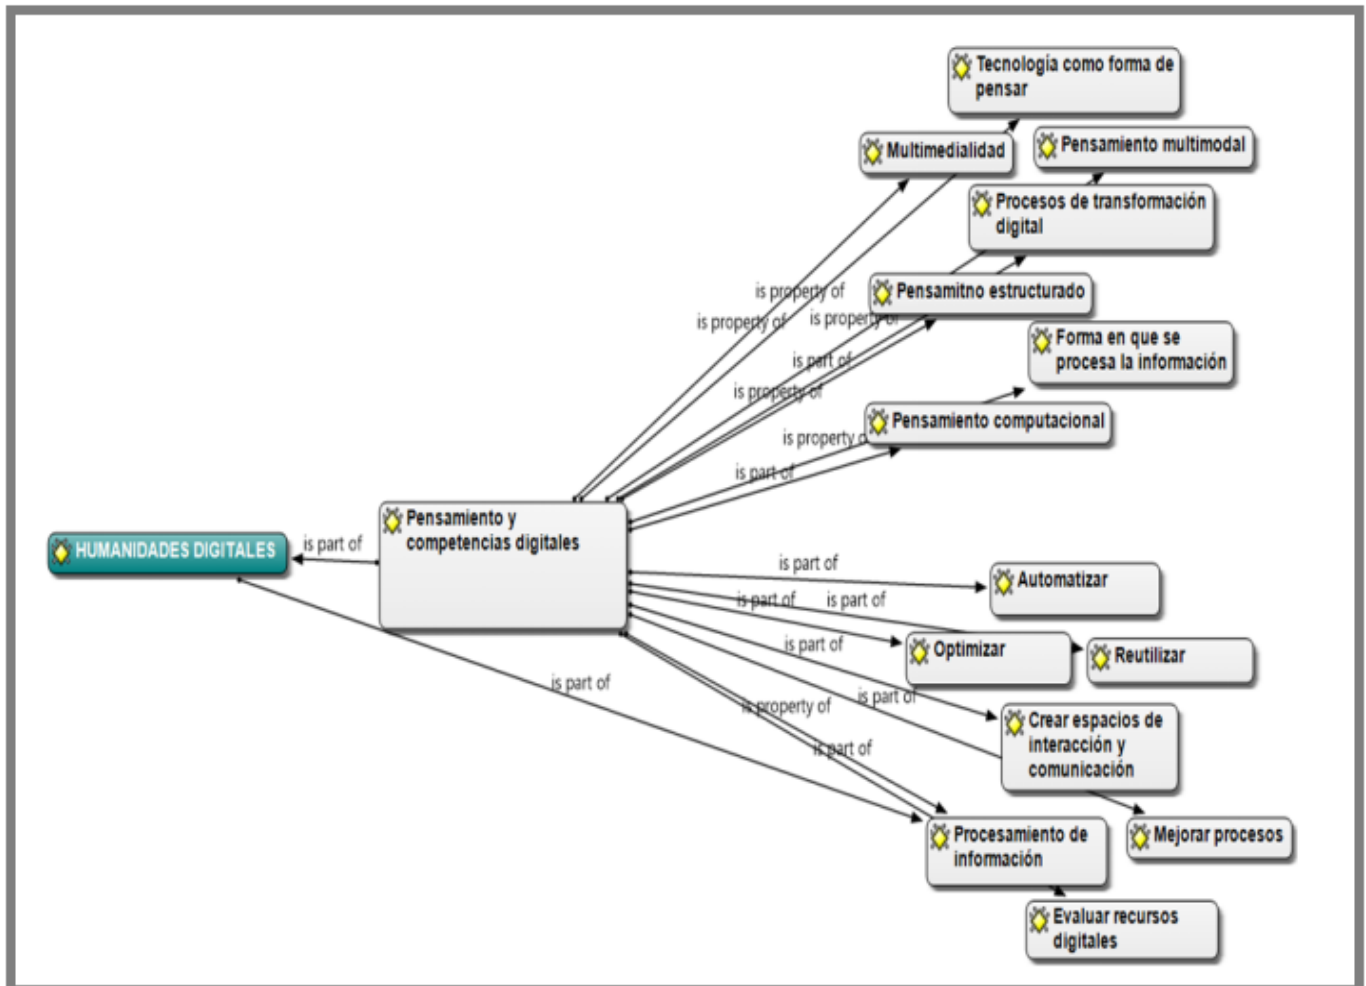 Tecnología como forma de
pensar
Multimedialidad
Pensamiento multimodal
Procesos de transformación
digital
is property of
Pensamitno estructurado
is property of
is property of
Forma en que se
procesa la información
is part of
is property of
Pensamiento computacional
is property of
is part of
Pensamiento y
competencias digitales
HUMANIDADES DIGITALES
is part of
is part of
Automatizar
is part of
is part of
is part of
Optimizar
Reutilizar
is part of
is part of
is property of
Crear espacios de
interacción y
comunicación
is part of
Procesamiento de
información
Mejorar procesos
Evaluar recursos
digitales